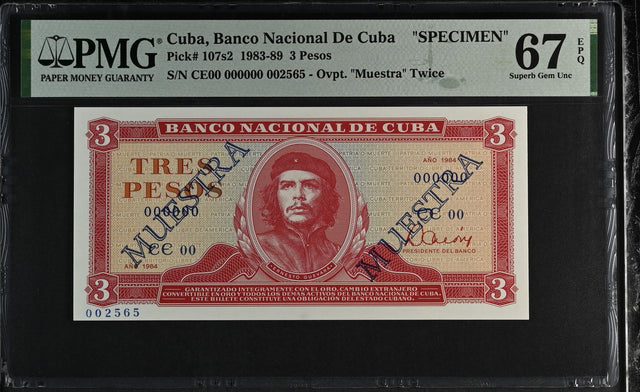 PMG
PAPER MONEY GUARANTY
Cuba, Banco Nacional De Cuba "SPECIMEN"
Pick# 107s2 1983-89 3 Pesos
S/N CE00 000000 002565 - Ovpt. "Muestra" Twice
67 EPQ
Superb Gem Unc
3 BANCO NACIONAL DE CUBA 3
TRES
PESOS
AÑO 1984
000000
000000
CE 00
CE 00
MUESTRA
MUESTRA
PRESIDENTE DEL BANCO
AÑO 1984
ERNESTO GUEVARA
3 3
GARANTIZADO INTEGRAMENTE CON EL ORO, CAMBIO EXTRANJERO
CONVERTIBLE EN ORO Y TODOS LOS DEMAS ACTIVOS DEL BANCO NACIONAL DE CUBA.
ESTE BILLETE CONSTITUYE UNA OBLIGACION DEL ESTADO CUBANO.
002565